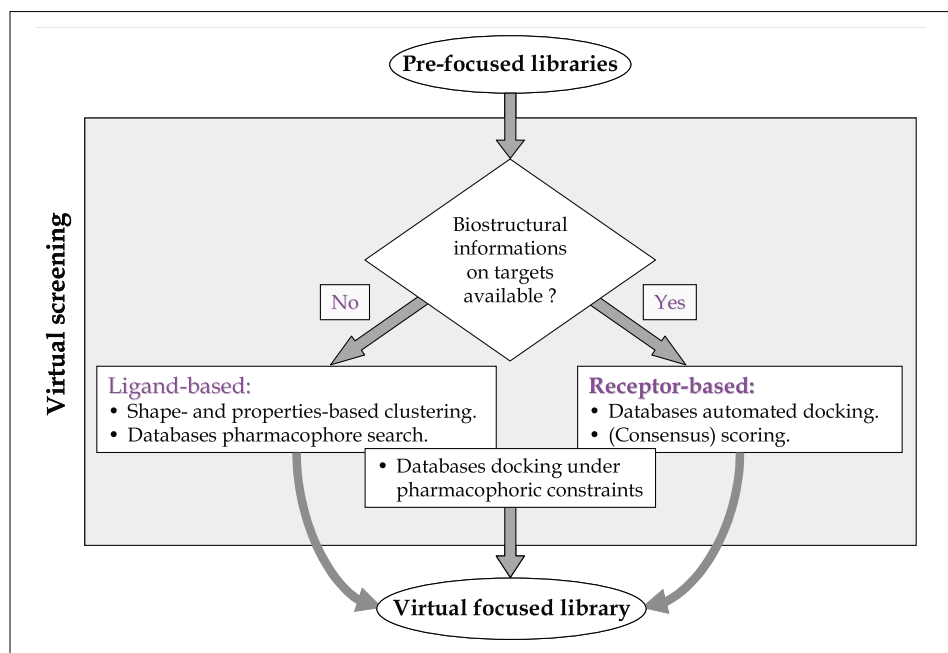 Pre-focused libraries
Virtual screening
Biostructural
informations
on targets
available ?
No
Yes
Ligand-based:
• Shape- and properties-based clustering.
• Databases pharmacophore search.
Receptor-based:
• Databases automated docking.
• (Consensus) scoring.
• Databases docking under
pharmacophoric constraints
Virtual focused library